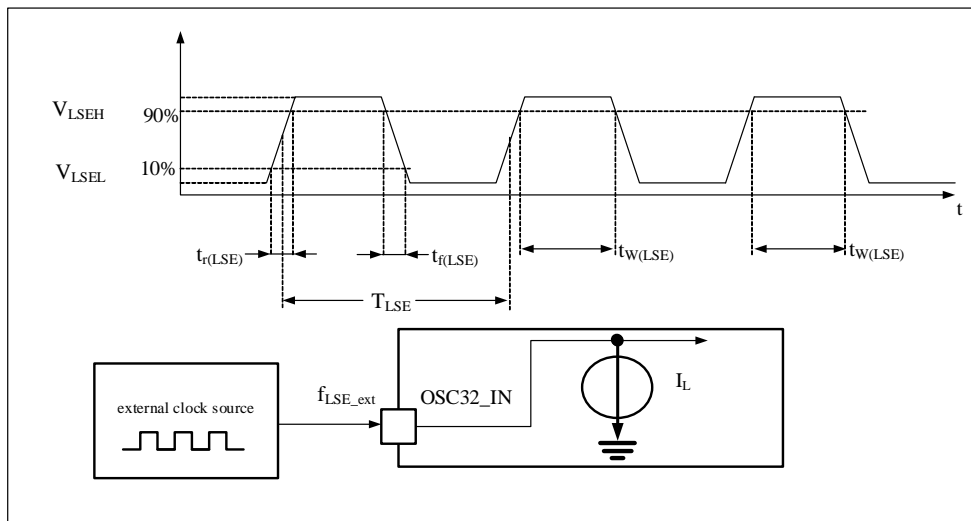 V_LSEH
90%
V_LSEL
10%
t
t_r(LSE)
t_f(LSE)
t_W(LSE)
t_W(LSE)
T_LSE
external clock source
f_LSE_ext
OSC32_IN
I_L